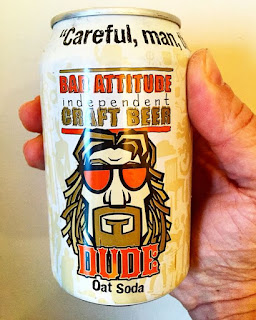 "Careful, man,
BAD ATTITUDE
independent
CRAFT BEER
DUDE
Oat Soda